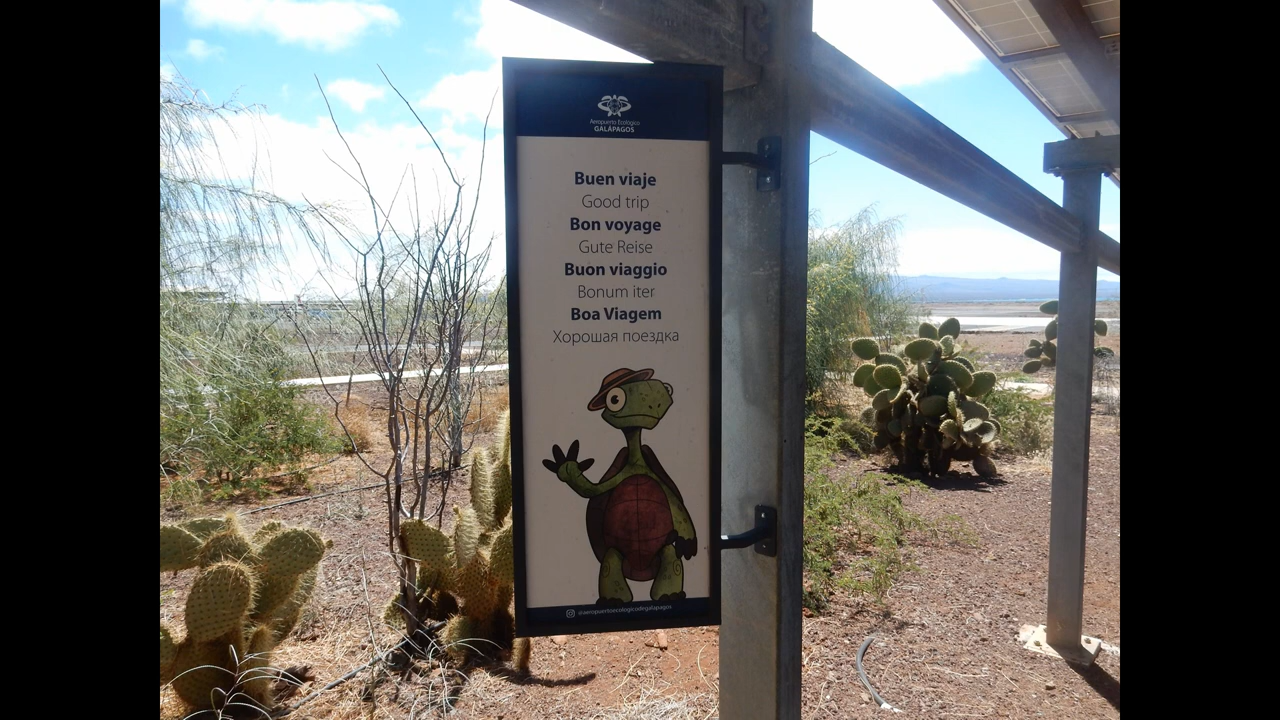 Aeropuerto Ecológico
GALÁPAGOS
Buen viaje
Good trip
Bon voyage
Gute Reise
Buon viaggio
Bonum iter
Boa Viagem
Хорошая поездка
@aeropuertoecologicodegalapagos